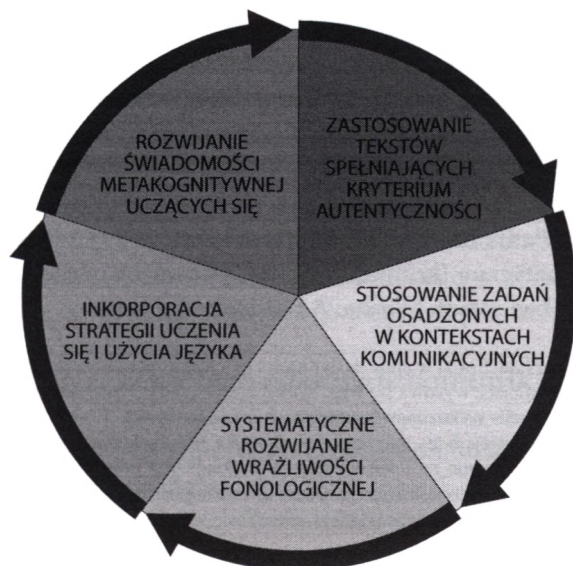 ZASTOSOWANIE
TEKSTÓW
SPEŁNIAJĄCYCH
KRYTERIUM
AUTENTYCZNOŚCI
STOSOWANIE ZADAŃ
OSADZONYCH
W KONTEKSTACH
KOMUNIKACYJNYCH
SYSTEMATYCZNE
ROZWIJANIE
WRAŻLIWOŚCI
FONOLOGICZNEJ
INKORPORACJA
STRATEGII UCZENIA
SIĘ I UŻYCIA JĘZYKA
ROZWIJANIE
ŚWIADOMOŚCI
METAKOGNITYWNEJ
UCZĄCYCH SIĘ